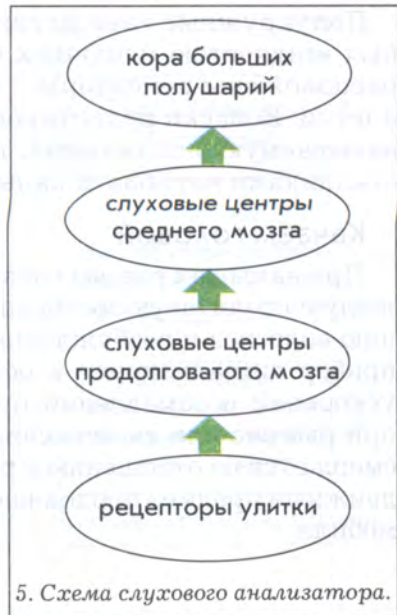 кора больших
полушарий
слуховые центры
среднего мозга
слуховые центры
продолговатого мозга
рецепторы улитки
5. Схема слухового анализатора.